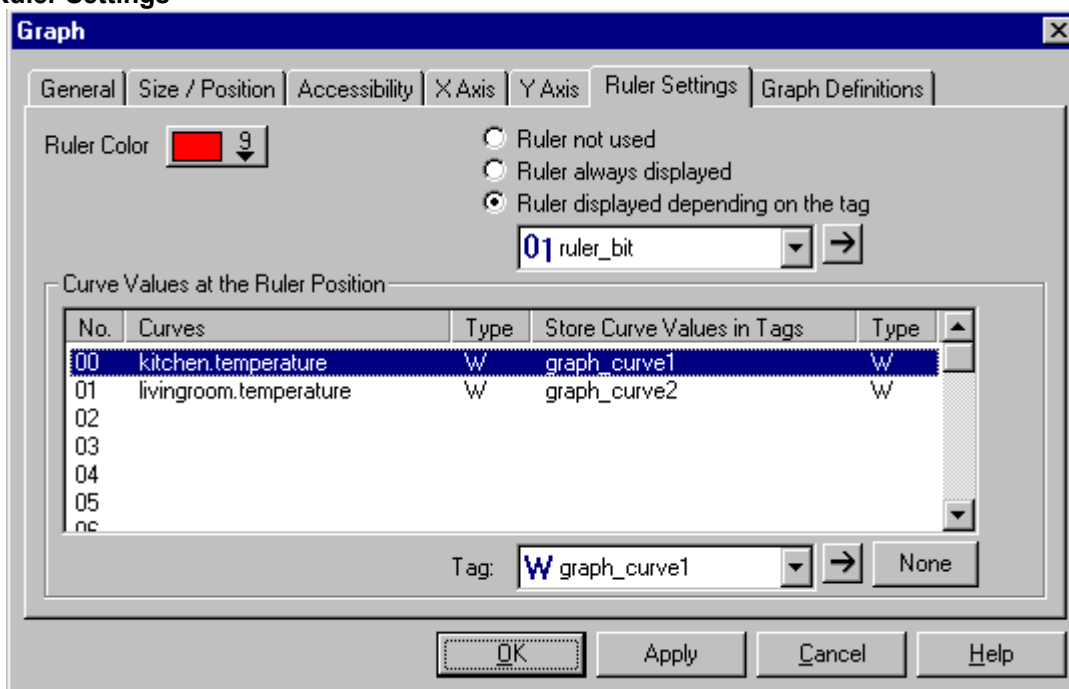 Ruler Settings
Graph
General Size / Position Accessibility X Axis Y Axis Ruler Settings Graph Definitions
Ruler Color 9
Ruler not used
Ruler always displayed
Ruler displayed depending on the tag
01 ruler_bit
Curve Values at the Ruler Position
No. Curves Type Store Curve Values in Tags Type
00 kitchen.temperature W graph_curve1 W
01 livingroom.temperature W graph_curve2 W
02
03
04
05
06
Tag: W graph_curve1 None
OK Apply Cancel Help